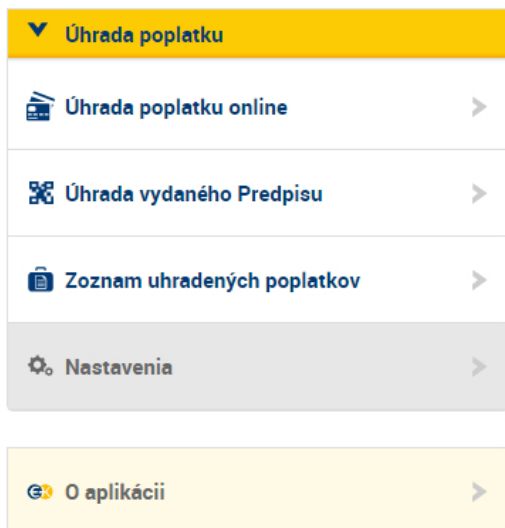 Úhrada poplatku
Úhrada poplatku online
Úhrada vydaného Predpisu
Zoznam uhradených poplatkov
Nastavenia
O aplikácii